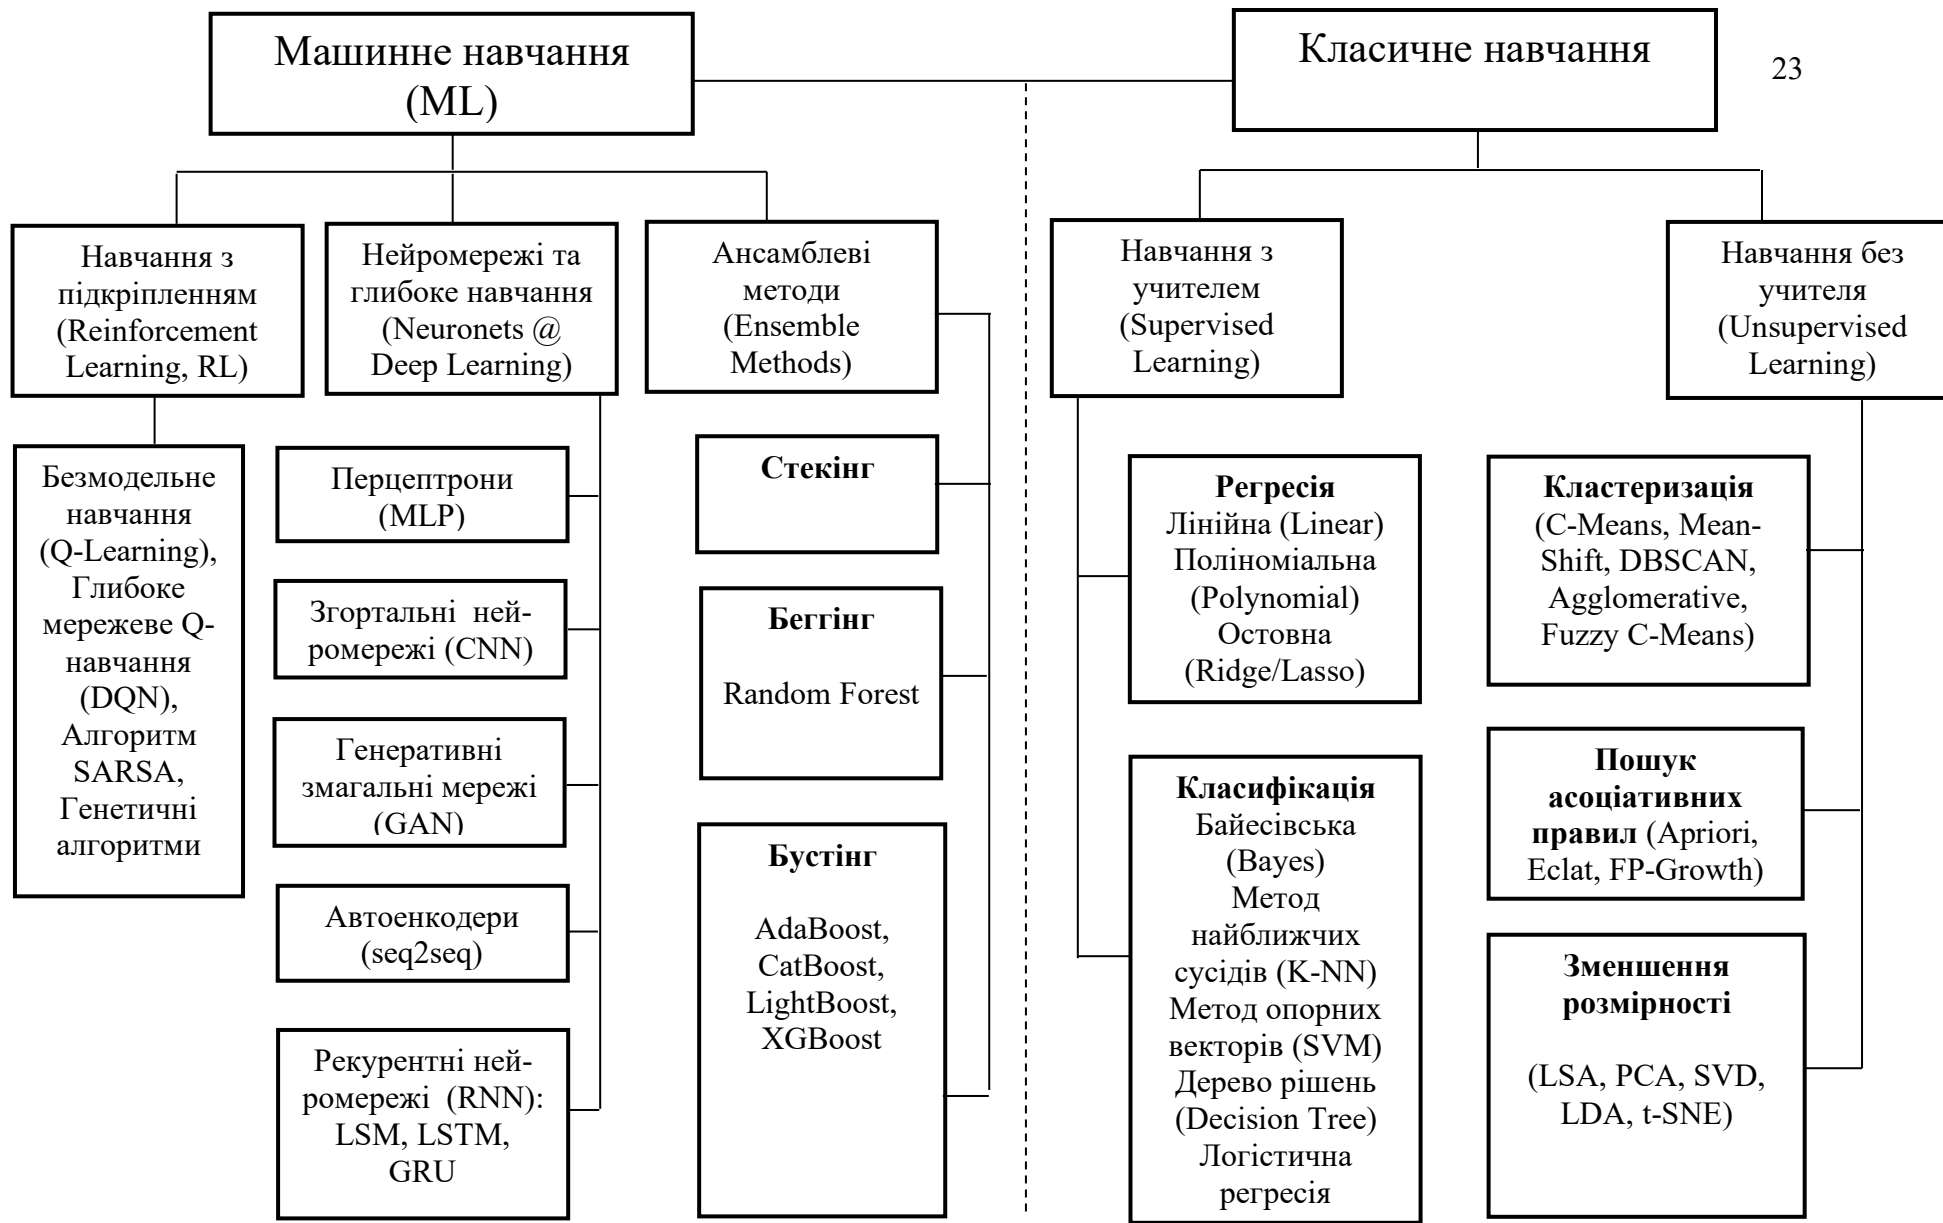 Машинне навчання
(ML)
Класичне навчання
23
Навчання з
підкріпленням
(Reinforcement
Learning, RL)
Нейромережі та
глибоке навчання
(Neuronets @
Deep Learning)
Ансамблеві
методи
(Ensemble
Methods)
Навчання з
учителем
(Supervised
Learning)
Навчання без
учителя
(Unsupervised
Learning)
Безмодельне
навчання
(Q-Learning),
Глибоке
мережеве Q-
навчання
(DQN),
Алгоритм
SARSA,
Генетичні
алгоритми
Перцептрони
(MLP)
Згортальні ней-
ромережі (CNN)
Генеративні
змагальні мережі
(GAN)
Автоенкодери
(seq2seq)
Рекурентні ней-
ромережі (RNN):
LSM, LSTM,
GRU
Стекінг
Беггінг
Random Forest
Бустінг
AdaBoost,
CatBoost,
LightBoost,
XGBoost
Регресія
Лінійна (Linear)
Поліноміальна
(Polynomial)
Остовна
(Ridge/Lasso)
Класифікація
Байесівська
(Bayes)
Метод
найближчих
сусідів (K-NN)
Метод опорних
векторів (SVM)
Дерево рішень
(Decision Tree)
Логістична
регресія
Кластеризація
(C-Means, Mean-
Shift, DBSCAN,
Agglomerative,
Fuzzy C-Means)
Пошук
асоціативних
правил (Apriori,
Eclat, FP-Growth)
Зменшення
розмірності
(LSA, PCA, SVD,
LDA, t-SNE)